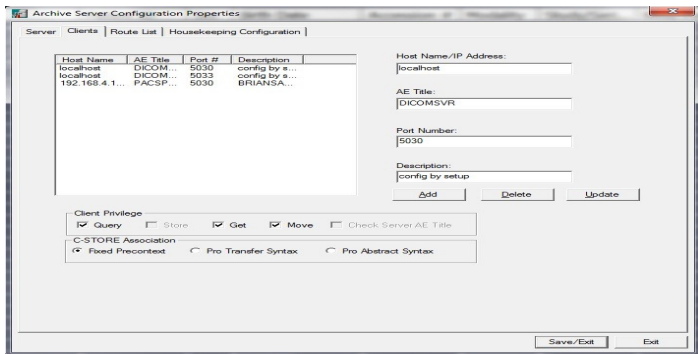 Archive Server Configuration Properties
Server Clients Route List Housekeeping Configuration
Host Name AE Title Port # Description
localhost DICOM... 5030 config by s...
localhost DICOM... 5033 config by s...
192.168.4.1... PACSP... 5030 BRIANSA...
Host Name/IP Address:
localhost
AE Title:
DICOMSVR
Port Number:
5030
Description:
config by setup
Add Delete Update
Client Privilege
Query Store Get Move Check Server AE Title
C-STORE Association
Fixed Precontext Pro Transfer Syntax Pro Abstract Syntax
Save/Exit Exit